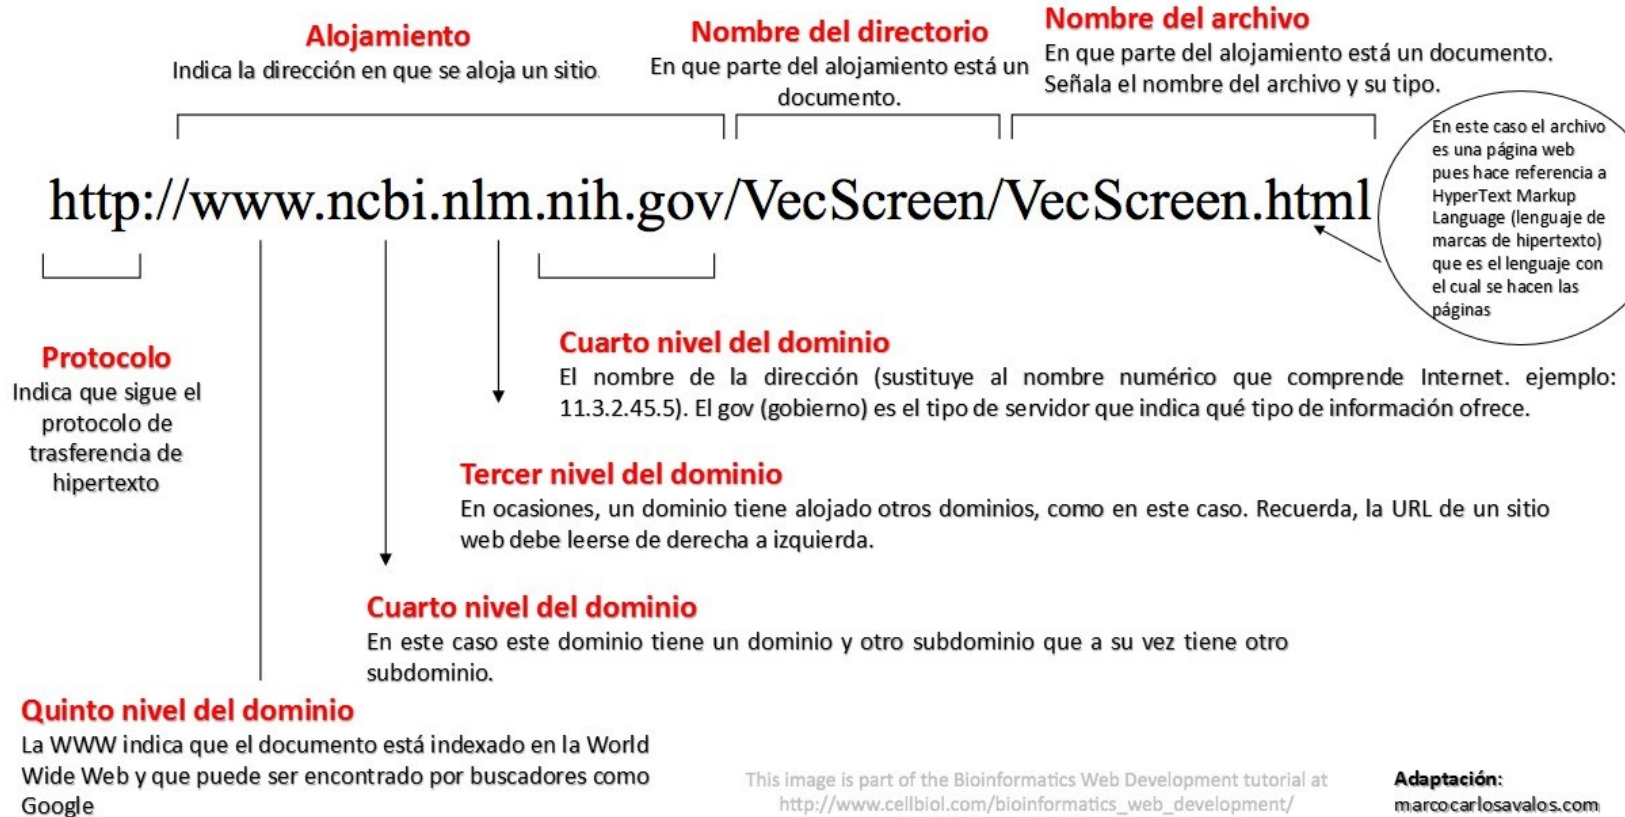 Alojamiento
Indica la dirección en que se aloja un sitio
Nombre del directorio
En que parte del alojamiento está un
documento.
Nombre del archivo
En que parte del alojamiento está un documento.
Señala el nombre del archivo y su tipo.
En este caso el archivo
es una página web
pues hace referencia a
HyperText Markup
Language (lenguaje de
marcas de hipertexto)
que es el lenguaje con
el cual se hacen las
páginas
http://www.ncbi.nlm.nih.gov/VecScreen/VecScreen.html
Protocolo
Indica que sigue el
protocolo de
trasferencia de
hipertexto
Cuarto nivel del dominio
El nombre de la dirección (sustituye al nombre numérico que comprende Internet. ejemplo:
11.3.2.45.5). El gov (gobierno) es el tipo de servidor que indica qué tipo de información ofrece.
Tercer nivel del dominio
En ocasiones, un dominio tiene alojado otros dominios, como en este caso. Recuerda, la URL de un sitio
web debe leerse de derecha a izquierda.
Cuarto nivel del dominio
En este caso este dominio tiene un dominio y otro subdominio que a su vez tiene otro
subdominio.
Quinto nivel del dominio
La WWW indica que el documento está indexado en la World
Wide Web y que puede ser encontrado por buscadores como
Google
This image is part of the Bioinformatics Web Development tutorial at
http://www.cellbiol.com/bioinformatics_web_development/
Adaptación:
marcocarlosavalos.com